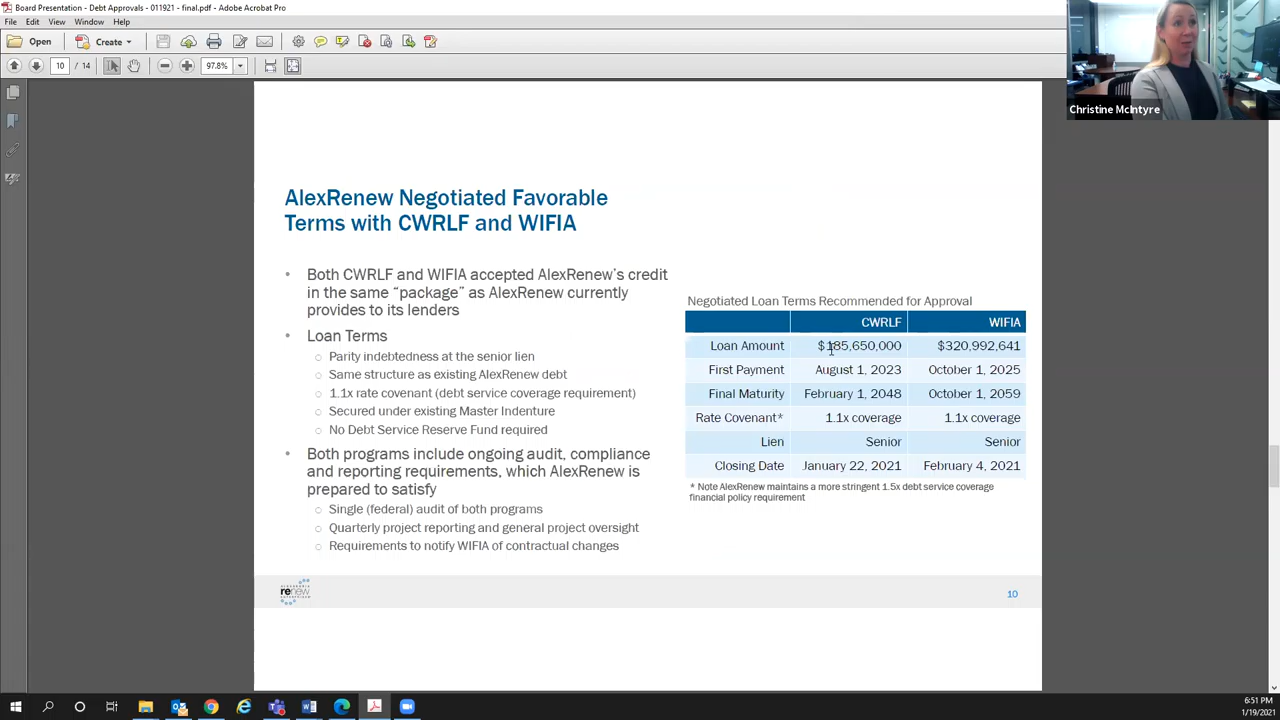 Board Presentation - Debt Approvals - 011921 - final.pdf - Adobe Acrobat Pro
File Edit View Window Help
Open Create
10 / 14 97.8%
Christine McIntyre
AlexRenew Negotiated Favorable
Terms with CWRLF and WIFIA
• Both CWRLF and WIFIA accepted AlexRenew's credit
in the same “package” as AlexRenew currently
provides to its lenders
• Loan Terms
○ Parity indebtedness at the senior lien
○ Same structure as existing AlexRenew debt
○ 1.1x rate covenant (debt service coverage requirement)
○ Secured under existing Master Indenture
○ No Debt Service Reserve Fund required
• Both programs include ongoing audit, compliance
and reporting requirements, which AlexRenew is
prepared to satisfy
○ Single (federal) audit of both programs
○ Quarterly project reporting and general project oversight
○ Requirements to notify WIFIA of contractual changes
Negotiated Loan Terms Recommended for Approval
CWRLF WIFIA
Loan Amount $185,650,000 $320,992,641
First Payment August 1, 2023 October 1, 2025
Final Maturity February 1, 2048 October 1, 2059
Rate Covenant* 1.1x coverage 1.1x coverage
Lien Senior Senior
Closing Date January 22, 2021 February 4, 2021
* Note AlexRenew maintains a more stringent 1.5x debt service coverage
financial policy requirement
renew
10
6:51 PM
1/19/2021